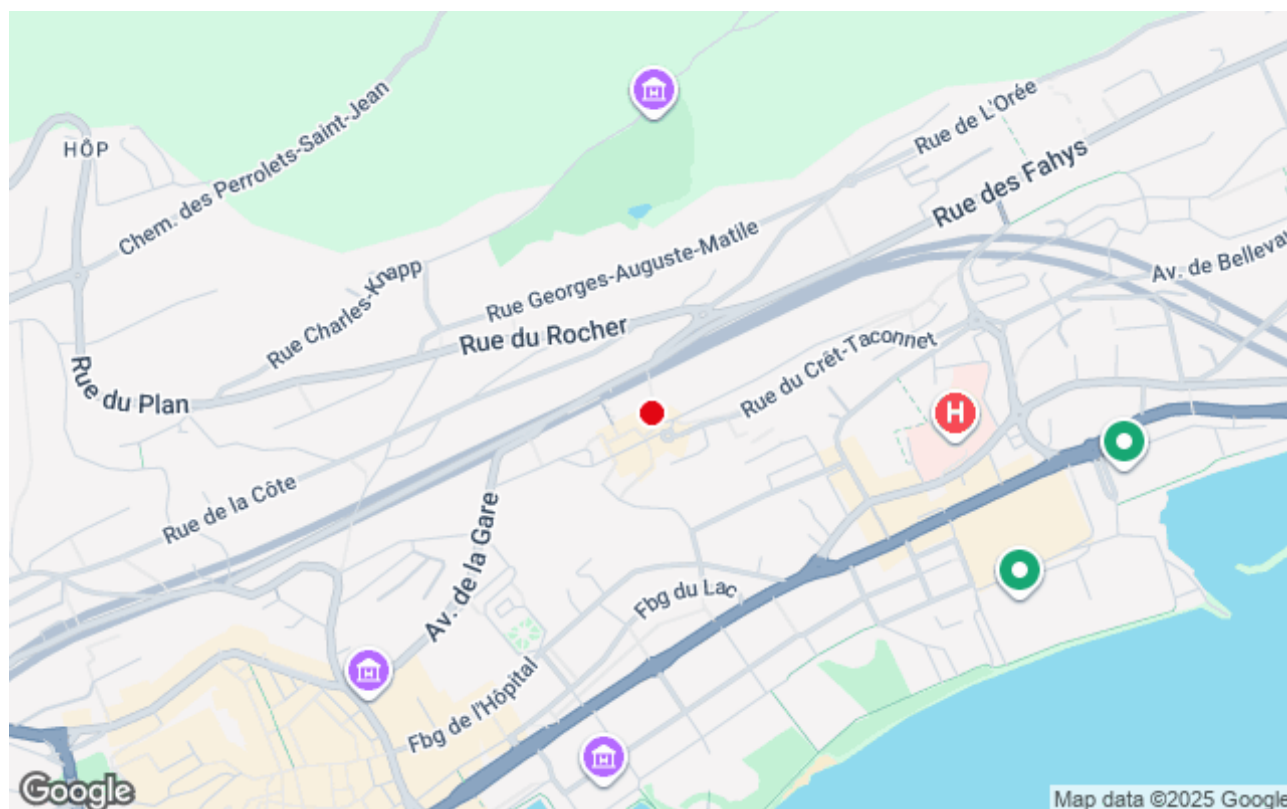 Rue de L'Orée
Rue des Fahys
HÔP
Chem. des Perrolets-Saint-Jean
Av. de Belleva
Rue Georges-Auguste-Matile
Rue Charles-Knapp
Rue du Rocher
Rue du Plan
Rue du Crêt-Taconnet
H
Rue de la Côte
Av. de la Gare
Fbg du Lac
Fbg de l'Hôpital
Google
Map data ©2025 Google